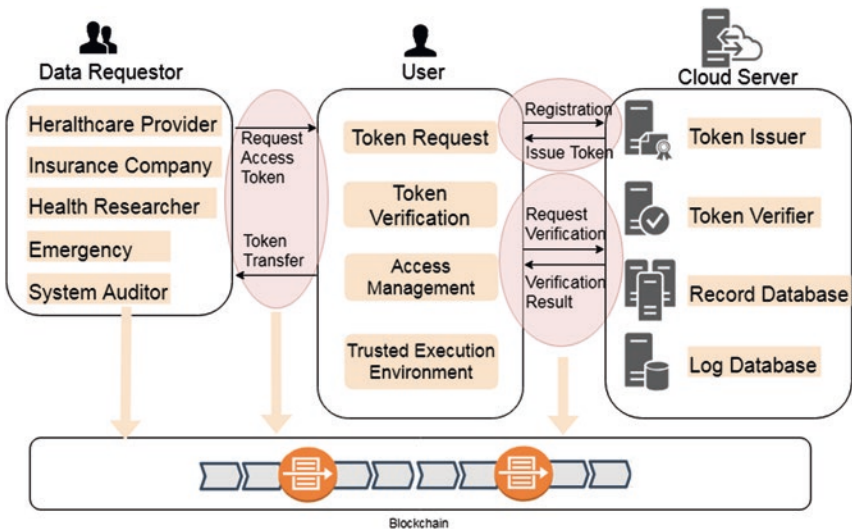 Data Requestor
Heralthcare Provider
Insurance Company
Health Researcher
Emergency
System Auditor
Request
Access
Token
Token
Transfer
User
Token Request
Token
Verification
Access
Management
Trusted Execution
Environment
Registration
Issue Token
Request
Verification
Verification
Result
Cloud Server
Token Issuer
Token Verifier
Record Database
Log Database
Blockchain